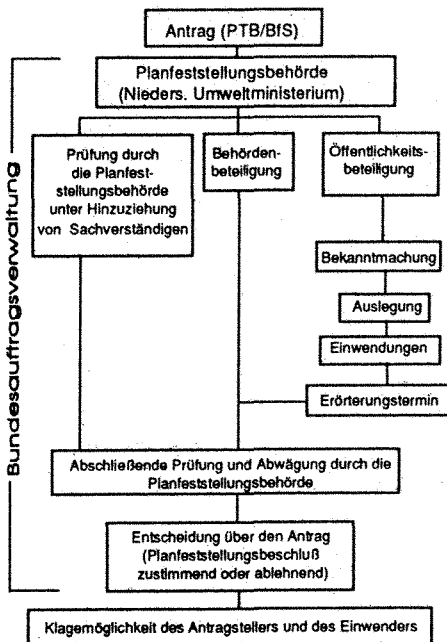 Antrag (PTB/BfS)
Planfeststellungsbehörde
(Nieders. Umweltministerium)
Prüfung durch
die Planfest-
stellungsbehörde
unter Hinzuziehung
von Sachverständigen
Behörden-
beteiligung
Öffentlichkeits-
beteiligung
Bekanntmachung
Auslegung
Einwendungen
Erörterungstermin
Abschließende Prüfung und Abwägung durch die
Planfeststellungsbehörde
Entscheidung über den Antrag
(Planfeststellungsbeschluß
zustimmend oder ablehnend)
Klagemöglichkeit des Antragstellers und des Einwenders
Bundesauftragsverwaltung